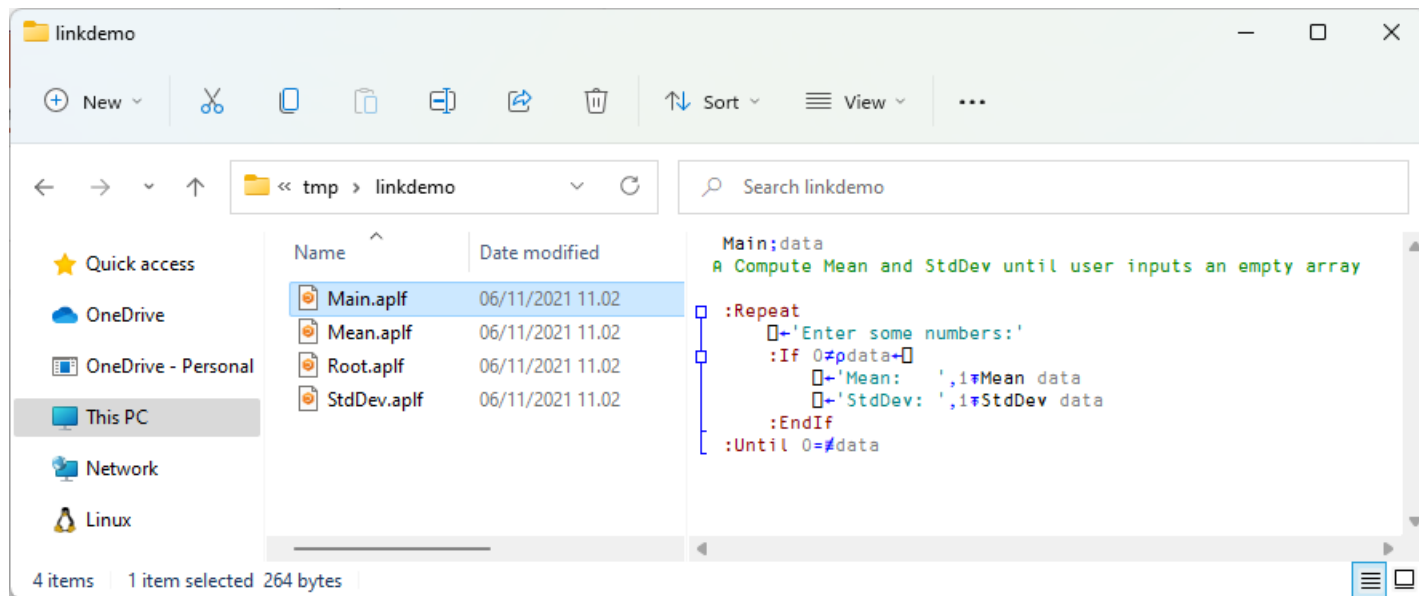 linkdemo
New
Sort
View
« tmp › linkdemo
Search linkdemo
Quick access
OneDrive
OneDrive - Personal
This PC
Network
Linux
Name Date modified
Main.aplf 06/11/2021 11.02
Mean.aplf 06/11/2021 11.02
Root.aplf 06/11/2021 11.02
StdDev.aplf 06/11/2021 11.02
Main;data
⍝ Compute Mean and StdDev until user inputs an empty array
:Repeat
⎕←'Enter some numbers:'
:If 0≢⍴data←⎕
⎕←'Mean:   ',1⍕Mean data
⎕←'StdDev: ',1⍕StdDev data
:EndIf
:Until 0=≢data
4 items 1 item selected 264 bytes